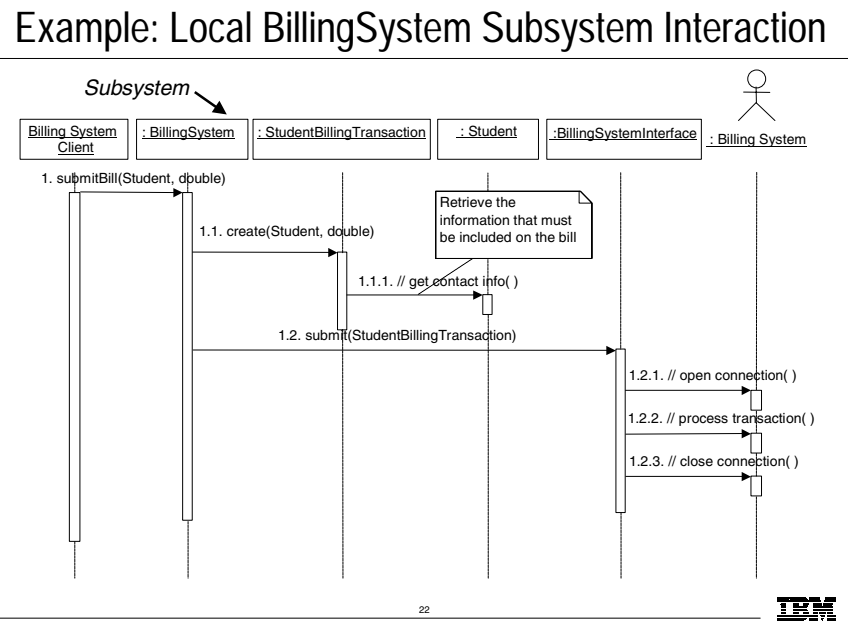 Example: Local BillingSystem Subsystem Interaction
Subsystem
Billing System
Client
: BillingSystem
: StudentBillingTransaction
: Student
:BillingSystemInterface
: Billing System
1. submitBill(Student, double)
Retrieve the
information that must
be included on the bill
1.1. create(Student, double)
1.1.1. // get contact info( )
1.2. submit(StudentBillingTransaction)
1.2.1. // open connection( )
1.2.2. // process transaction( )
1.2.3. // close connection( )
22
IBM